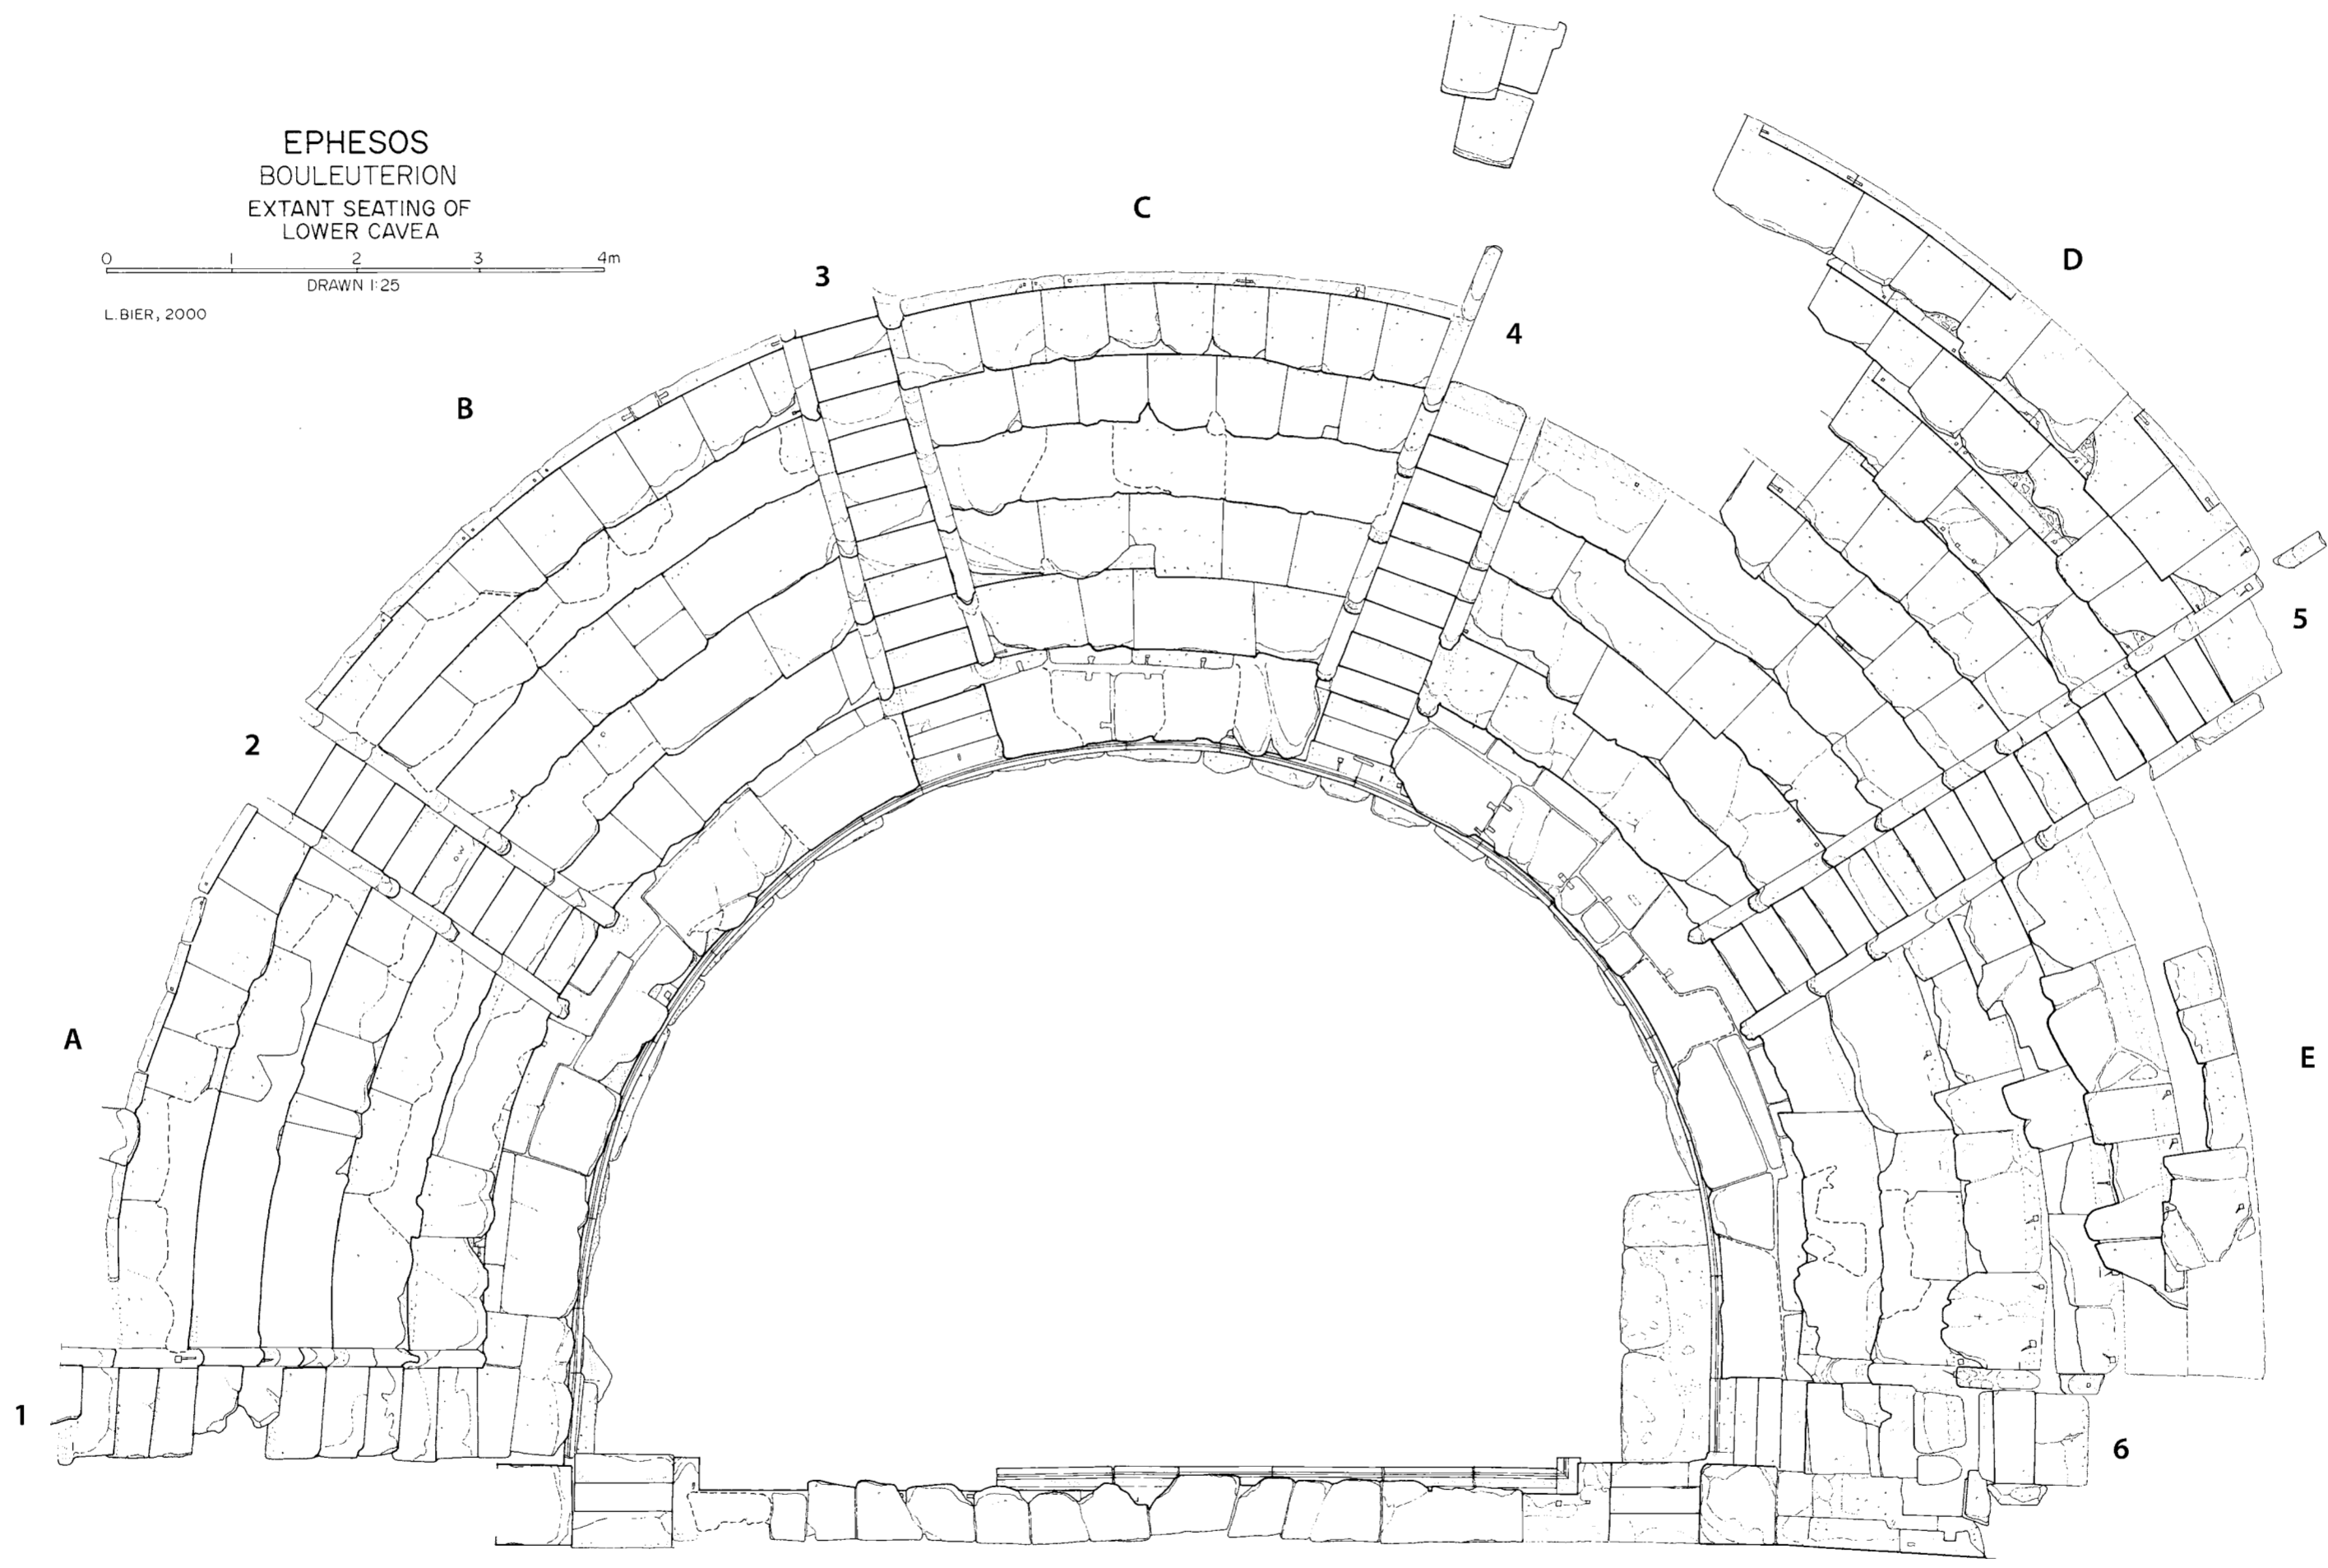 EPHESOS
BOULEUTERION
EXTANT SEATING OF
LOWER CAVEA
0 1 2 3 4m
DRAWN 1:25
L.BIER, 2000
C
3
4
D
B
5
2
A
E
1
6